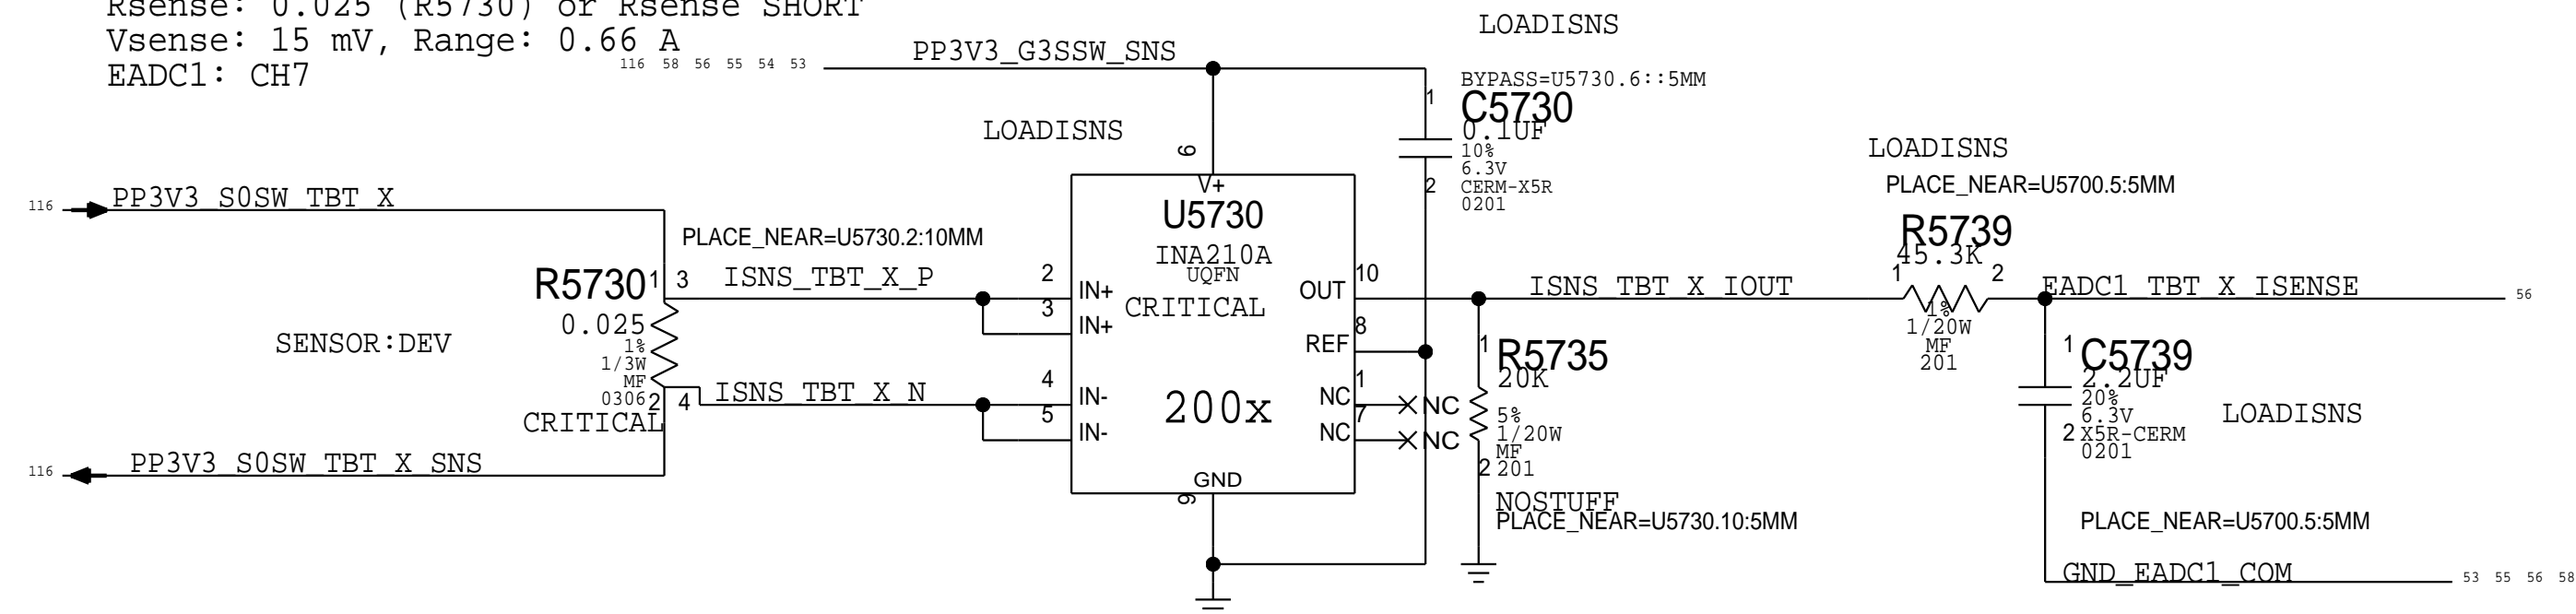 Rsense: 0.025 (R5730) or Rsense SHORT
Vsense: 15 mV, Range: 0.66 A
EADC1: CH7
116 58 56 55 54 53
PP3V3_G3SSW_SNS
LOADISNS
BYPASS=U5730.6::5MM
1
C5730
0.1UF
10%
6.3V
CERM-X5R
0201
2
LOADISNS
6
V+
U5730
INA210A
UQFN
CRITICAL
200x
GND
9
116
PP3V3_S0SW_TBT_X
PLACE_NEAR=U5730.2:10MM
R5730
1
3
0.025
1%
1/3W
MF
0306
2
4
CRITICAL
SENSOR:DEV
ISNS_TBT_X_P
2
IN+
3
IN+
ISNS_TBT_X_N
4
IN-
5
IN-
116
PP3V3_S0SW_TBT_X_SNS
10
OUT
8
REF
1
NC
NC
7
NC
NC
ISNS_TBT_X_IOUT
1
R5735
20K
5%
1/20W
MF
201
2
NOSTUFF
PLACE_NEAR=U5730.10:5MM
LOADISNS
PLACE_NEAR=U5700.5:5MM
R5739
45.3K
1
2
1%
1/20W
MF
201
EADC1_TBT_X_ISENSE
56
1
C5739
2.2UF
20%
6.3V
2
X5R-CERM
0201
LOADISNS
PLACE_NEAR=U5700.5:5MM
GND_EADC1_COM
53 55 56 58